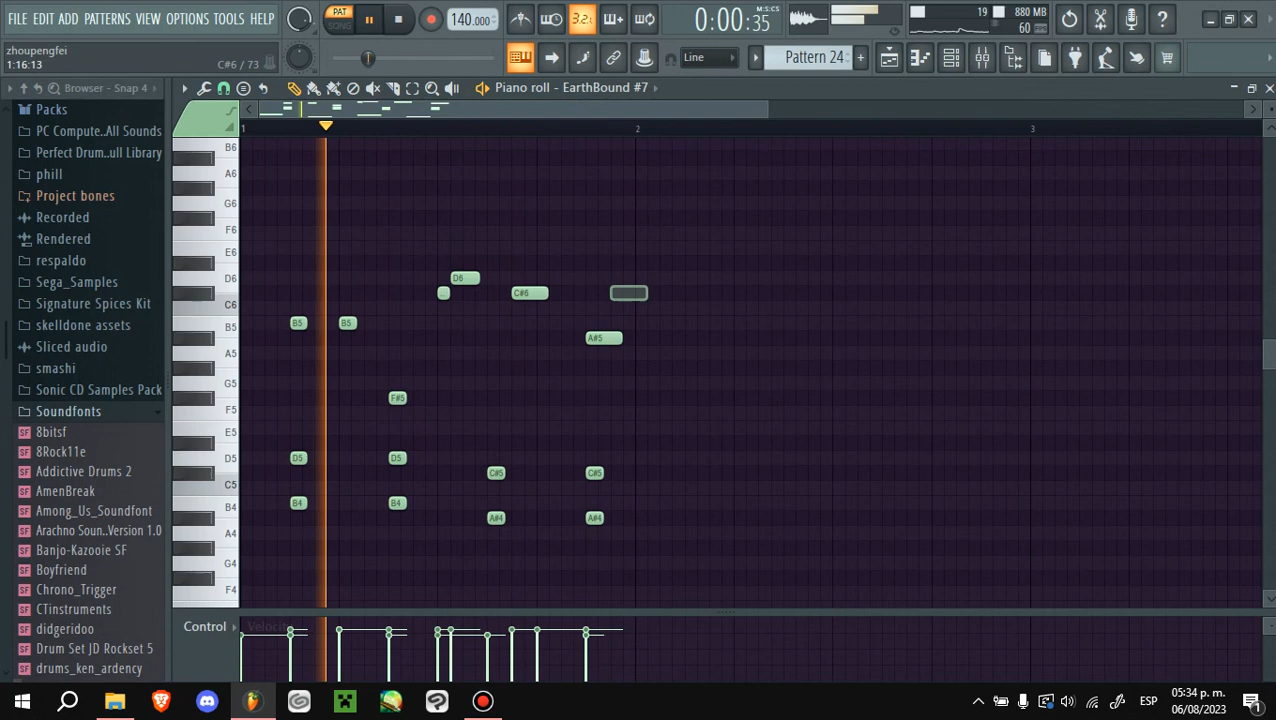 FILE EDIT ADD PATTERNS VIEW OPTIONS TOOLS HELP
zhoupengfei
1:16:13
C#6 / 73
PAT
SONG
140.000
3.2.
0:00:35
M:S:CS
19
880 MB
60
Line
Pattern 24
Browser - Snap 4
Piano roll - EarthBound #7
Packs
PC Compute..All Sounds
Perfect Drum..ull Library
phill
Project bones
Recorded
Rendered
respaldo
Sega_Samples
Signature Spices Kit
skelldoes_assets
Sliced audio
smashi
Sonic CD Samples Pack
Soundfonts
8bitsf
8Rock11e
Addictive Drums 2
AmenBreak
Among_Us_Soundfont
Arachno Soun..Version 1.0
Banjo-Kazooie SF
Boyfriend
Chrono_Trigger
CTinstruments
didgeridoo
Drum Set JD Rockset 5
drums_ken_ardency
1
2
3
B6
A6
G6
F6
E6
D6
C6
B5
A5
G5
F5
E5
D5
C5
B4
A4
G4
F4
D6
C#6
B5
B5
A#5
F#5
D5
D5
C#5
C#5
B4
B4
A#4
A#4
Control
Velocity
ESP
05:34 p. m.
06/08/2023